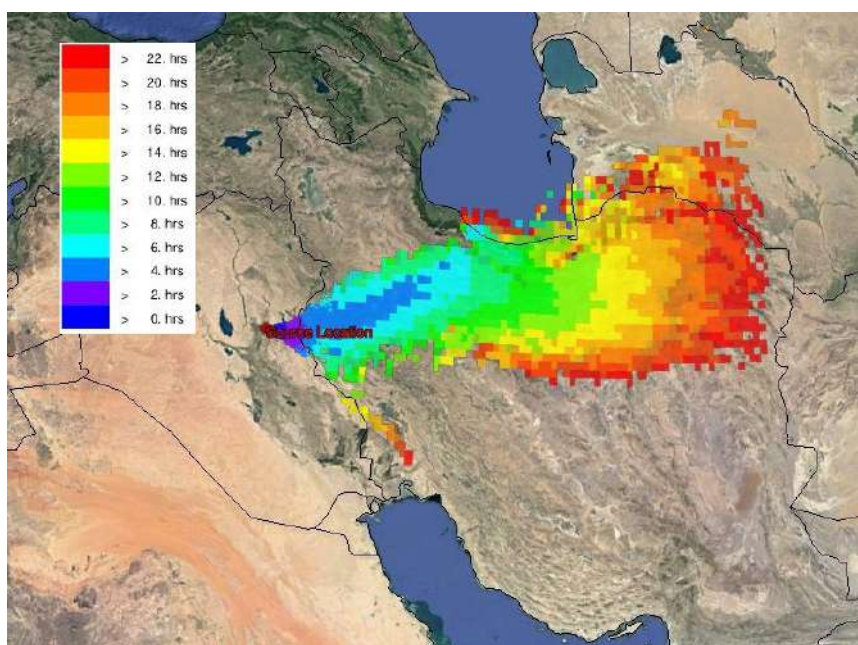 > 22. hrs
> 20. hrs
> 18. hrs
> 16. hrs
> 14. hrs
> 12. hrs
> 10. hrs
> 8. hrs
> 6. hrs
> 4. hrs
> 2. hrs
> 0. hrs
Source Location